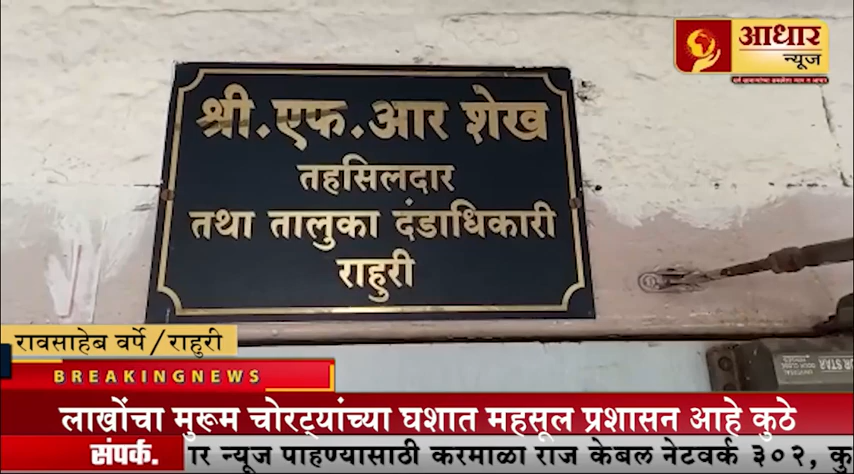 आधार
न्यूज
श्री.एफ.आर शेख
तहसिलदार
तथा तालुका दंडाधिकारी
राहुरी
रावसाहेब वर्पे/राहुरी
BREAKINGNEWS
लाखोंचा मुरूम चोरट्यांच्या घशात महसूल प्रशासन आहे कुठे
संपर्क. ार न्यूज पाहण्यासाठी करमाळा राज केबल नेटवर्क ३०२, कु